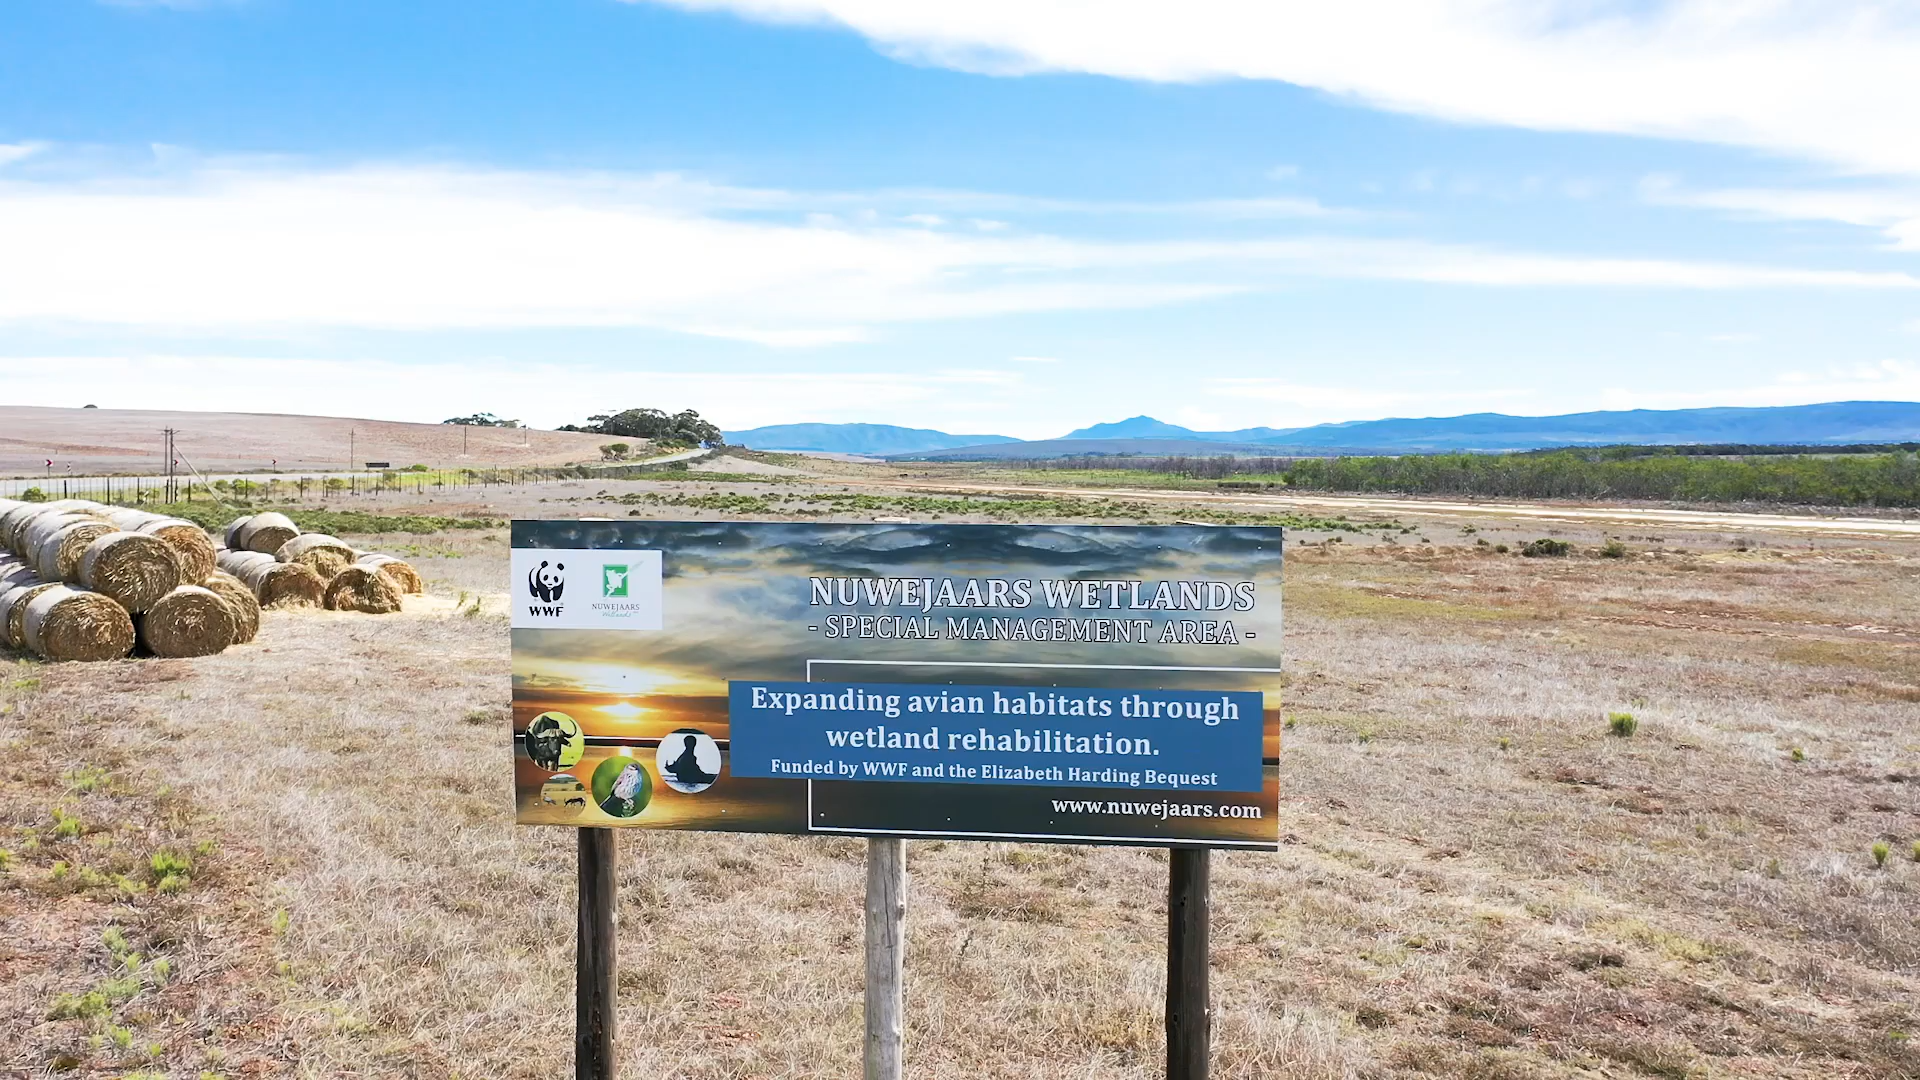 WWF
NUWEJAARS
Wetlands
NUWEJAARS WETLANDS
- SPECIAL MANAGEMENT AREA -
Expanding avian habitats through
wetland rehabilitation.
Funded by WWF and the Elizabeth Harding Bequest
www.nuwejaars.com